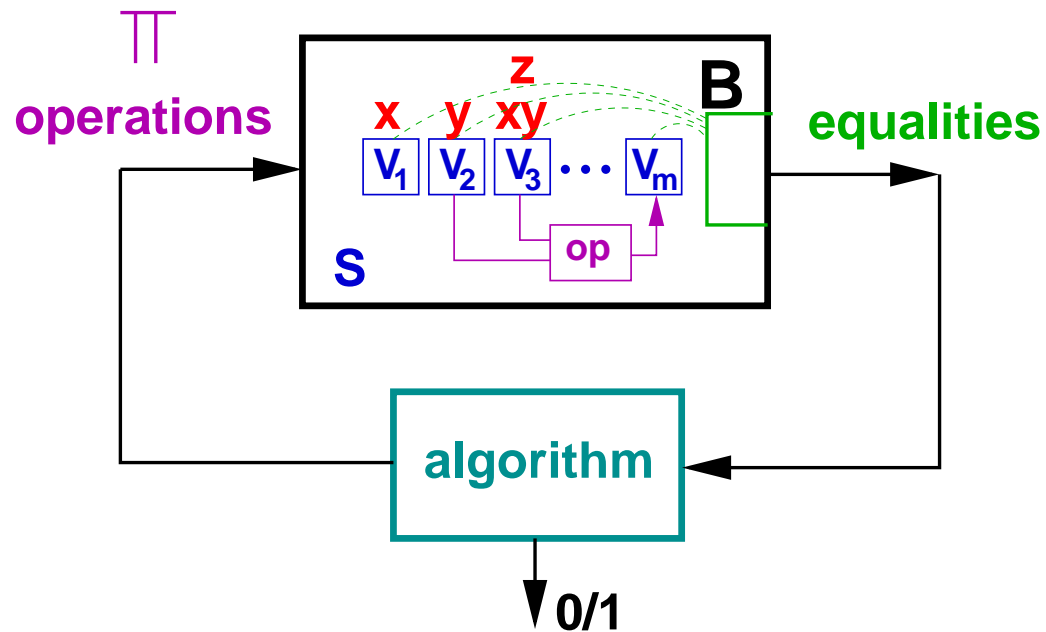 π
operations
z
x y xy
B
equalities
V1 V2 V3 ••• Vm
op
S
algorithm
0/1